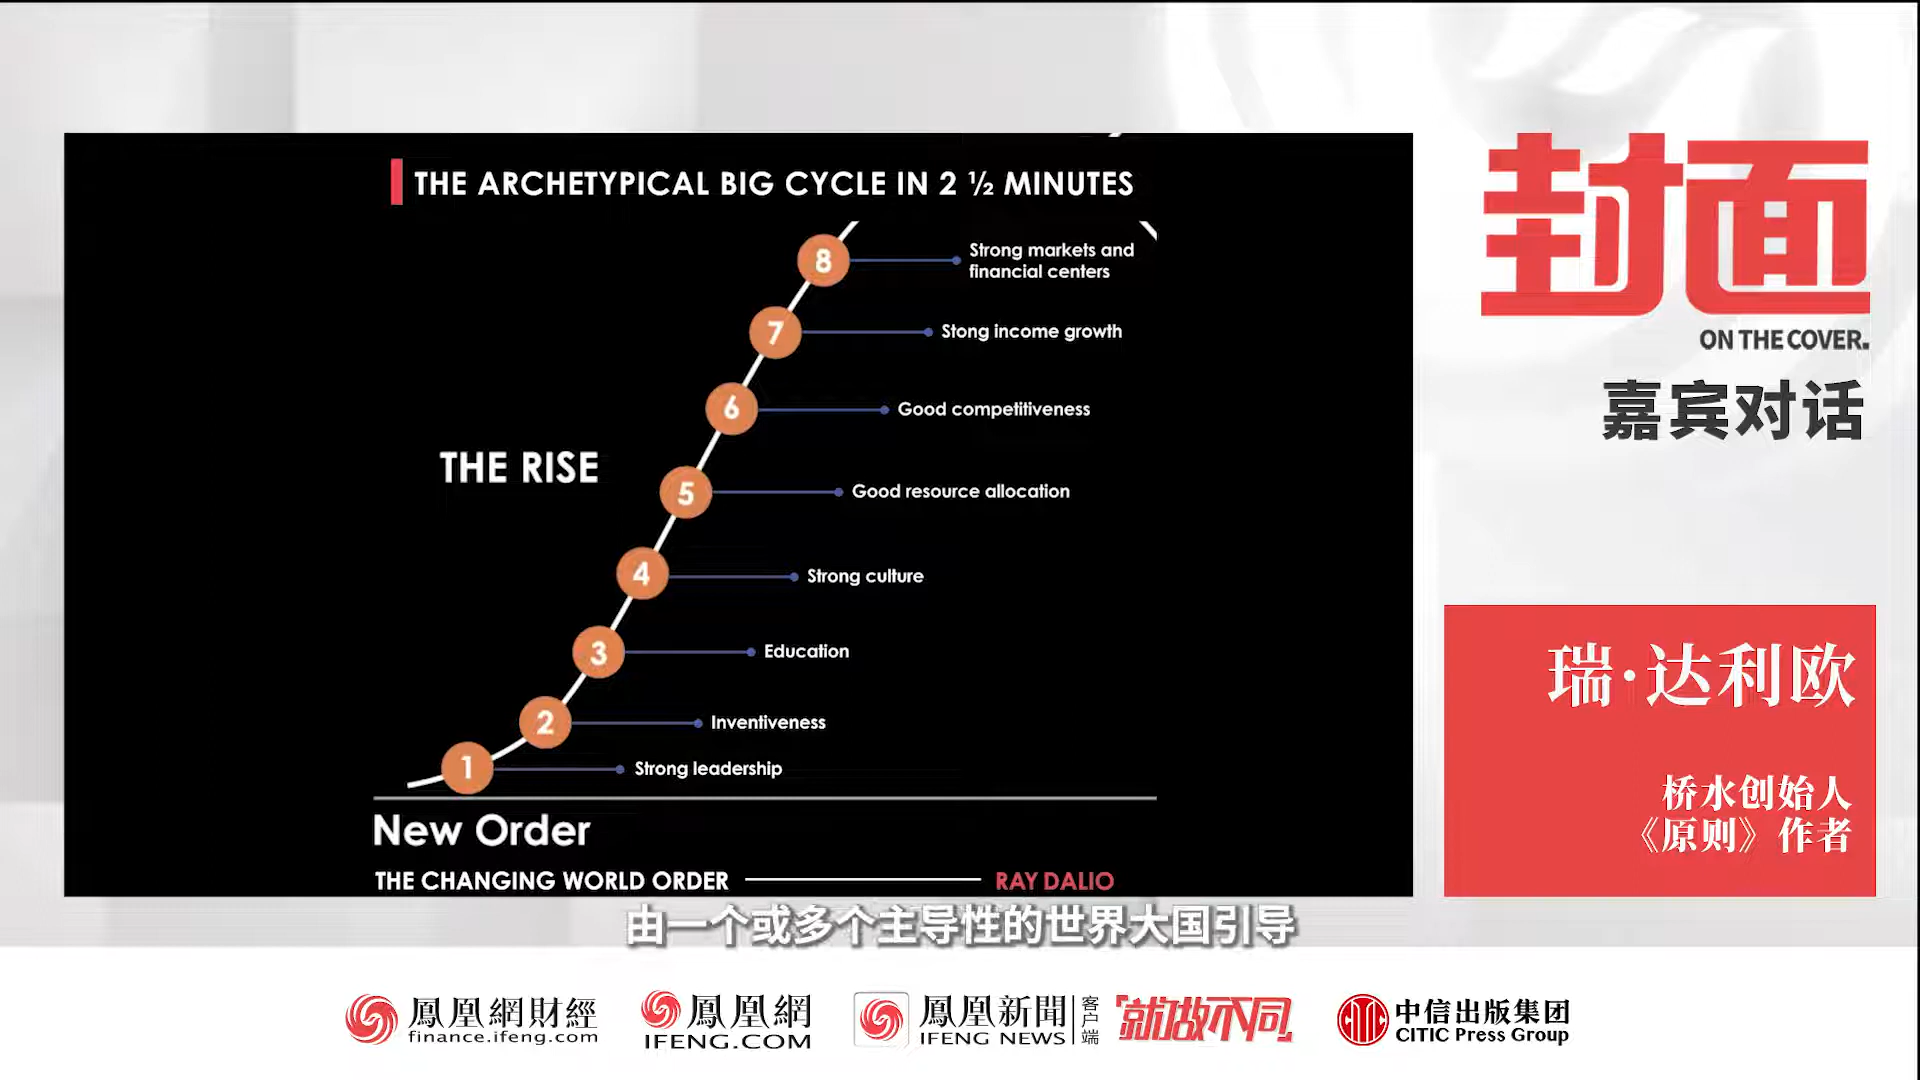 THE ARCHETYPICAL BIG CYCLE IN 2 ½ MINUTES
8
Strong markets and
financial centers
7
Stong income growth
6
Good competitiveness
THE RISE
5
Good resource allocation
4
Strong culture
3
Education
2
Inventiveness
1
Strong leadership
New Order
THE CHANGING WORLD ORDER
RAY DALIO
封面
ON THE COVER.
嘉宾对话
瑞·达利欧
桥水创始人
《原则》作者
由一个或多个主导性的世界大国引导
鳳凰網財經
finance.ifeng.com
鳳凰網
IFENG.COM
鳳凰新聞
IFENG NEWS
客户端
「就做不同」
中信出版集团
CITIC Press Group